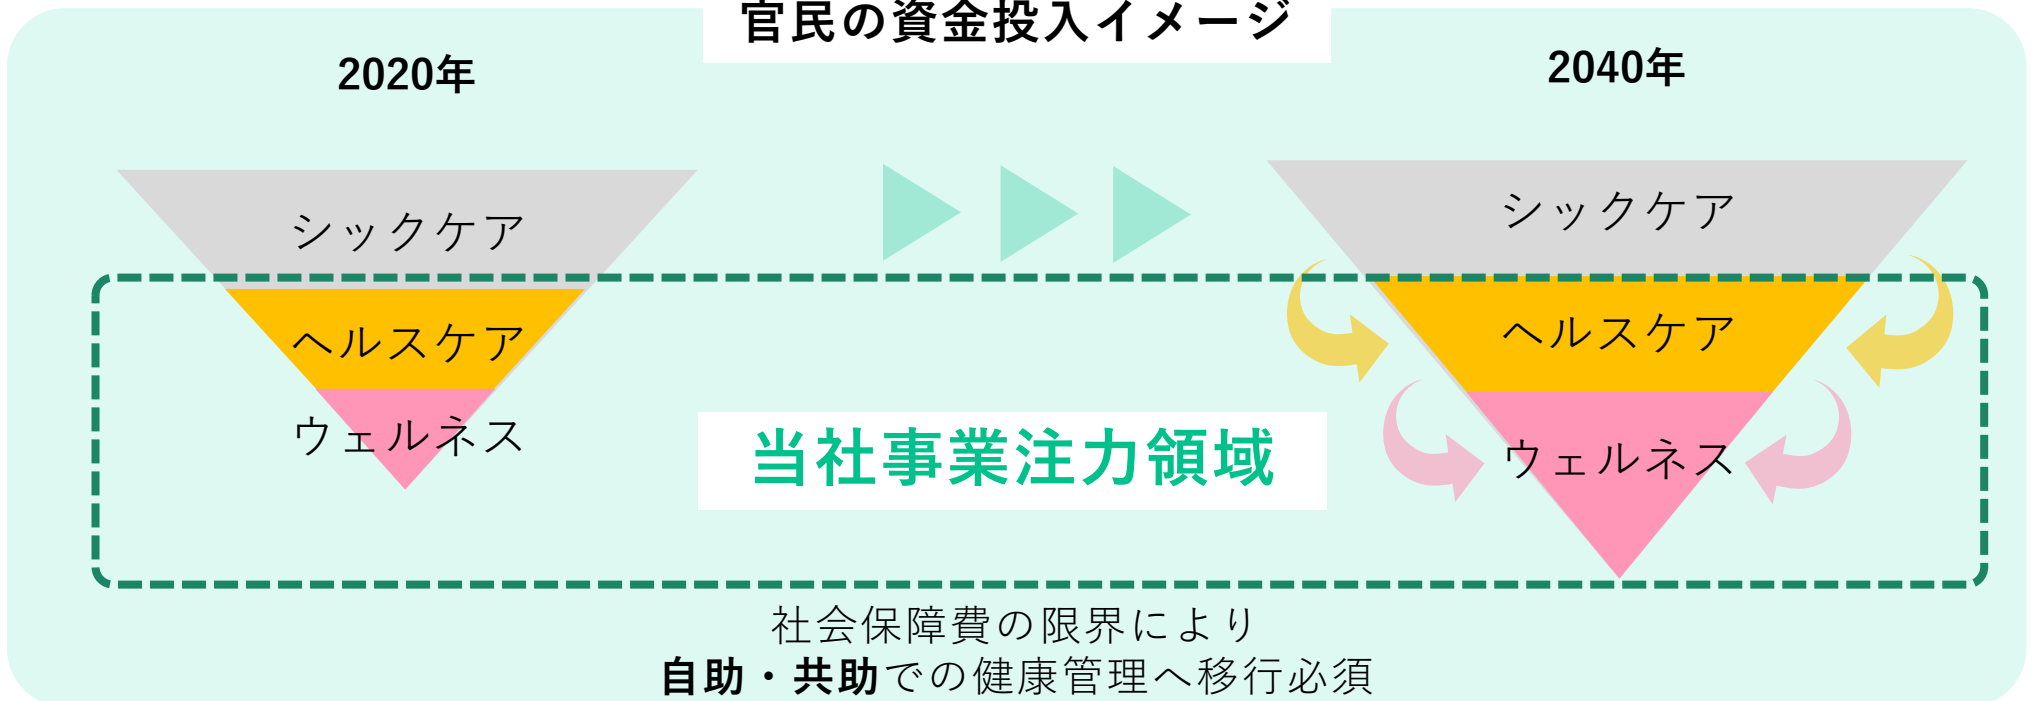 官民の資金投入イメージ
2020年
2040年
シックケア
ヘルスケア
ウェルネス
シックケア
ヘルスケア
ウェルネス
当社事業注力領域
社会保障費の限界により
自助・共助での健康管理へ移行必須